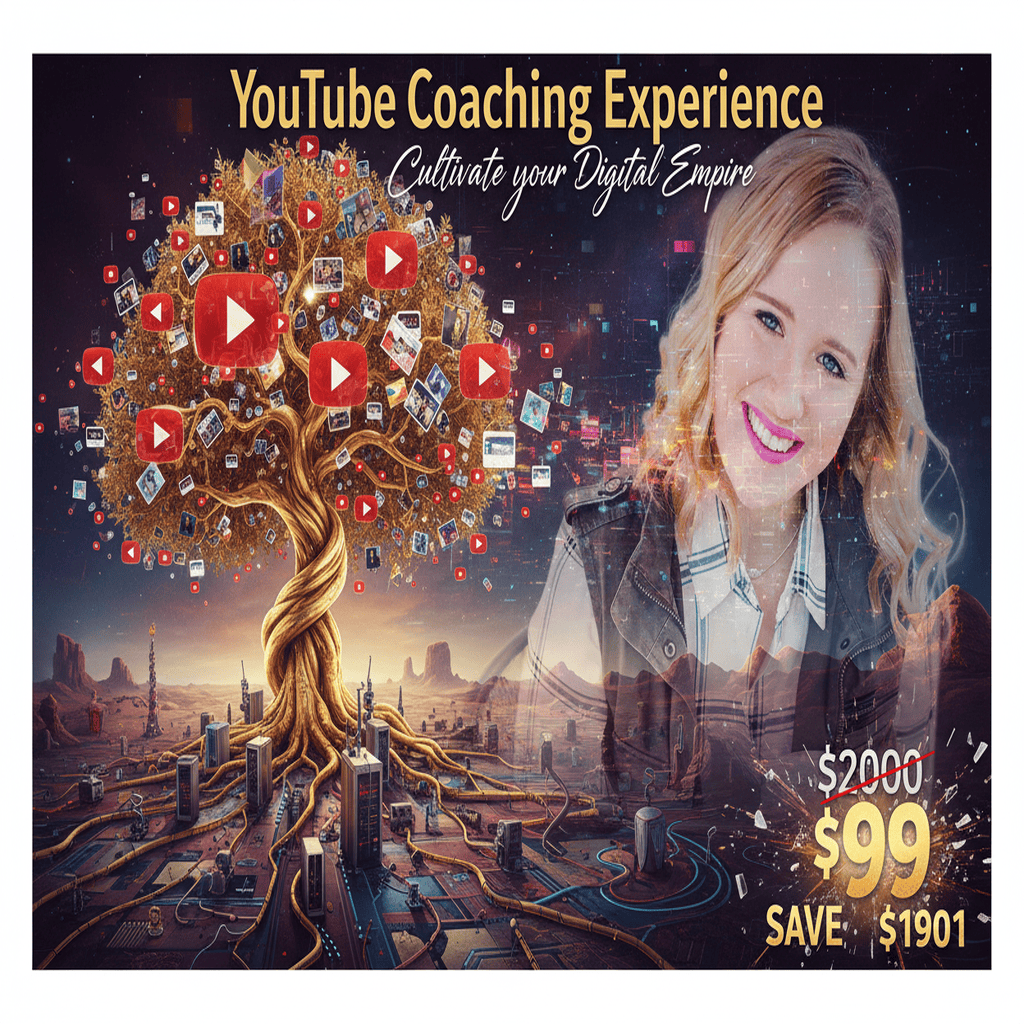 YouTube Coaching Experience
Cultivate your Digital Empire
$2000
$99
SAVE $1901